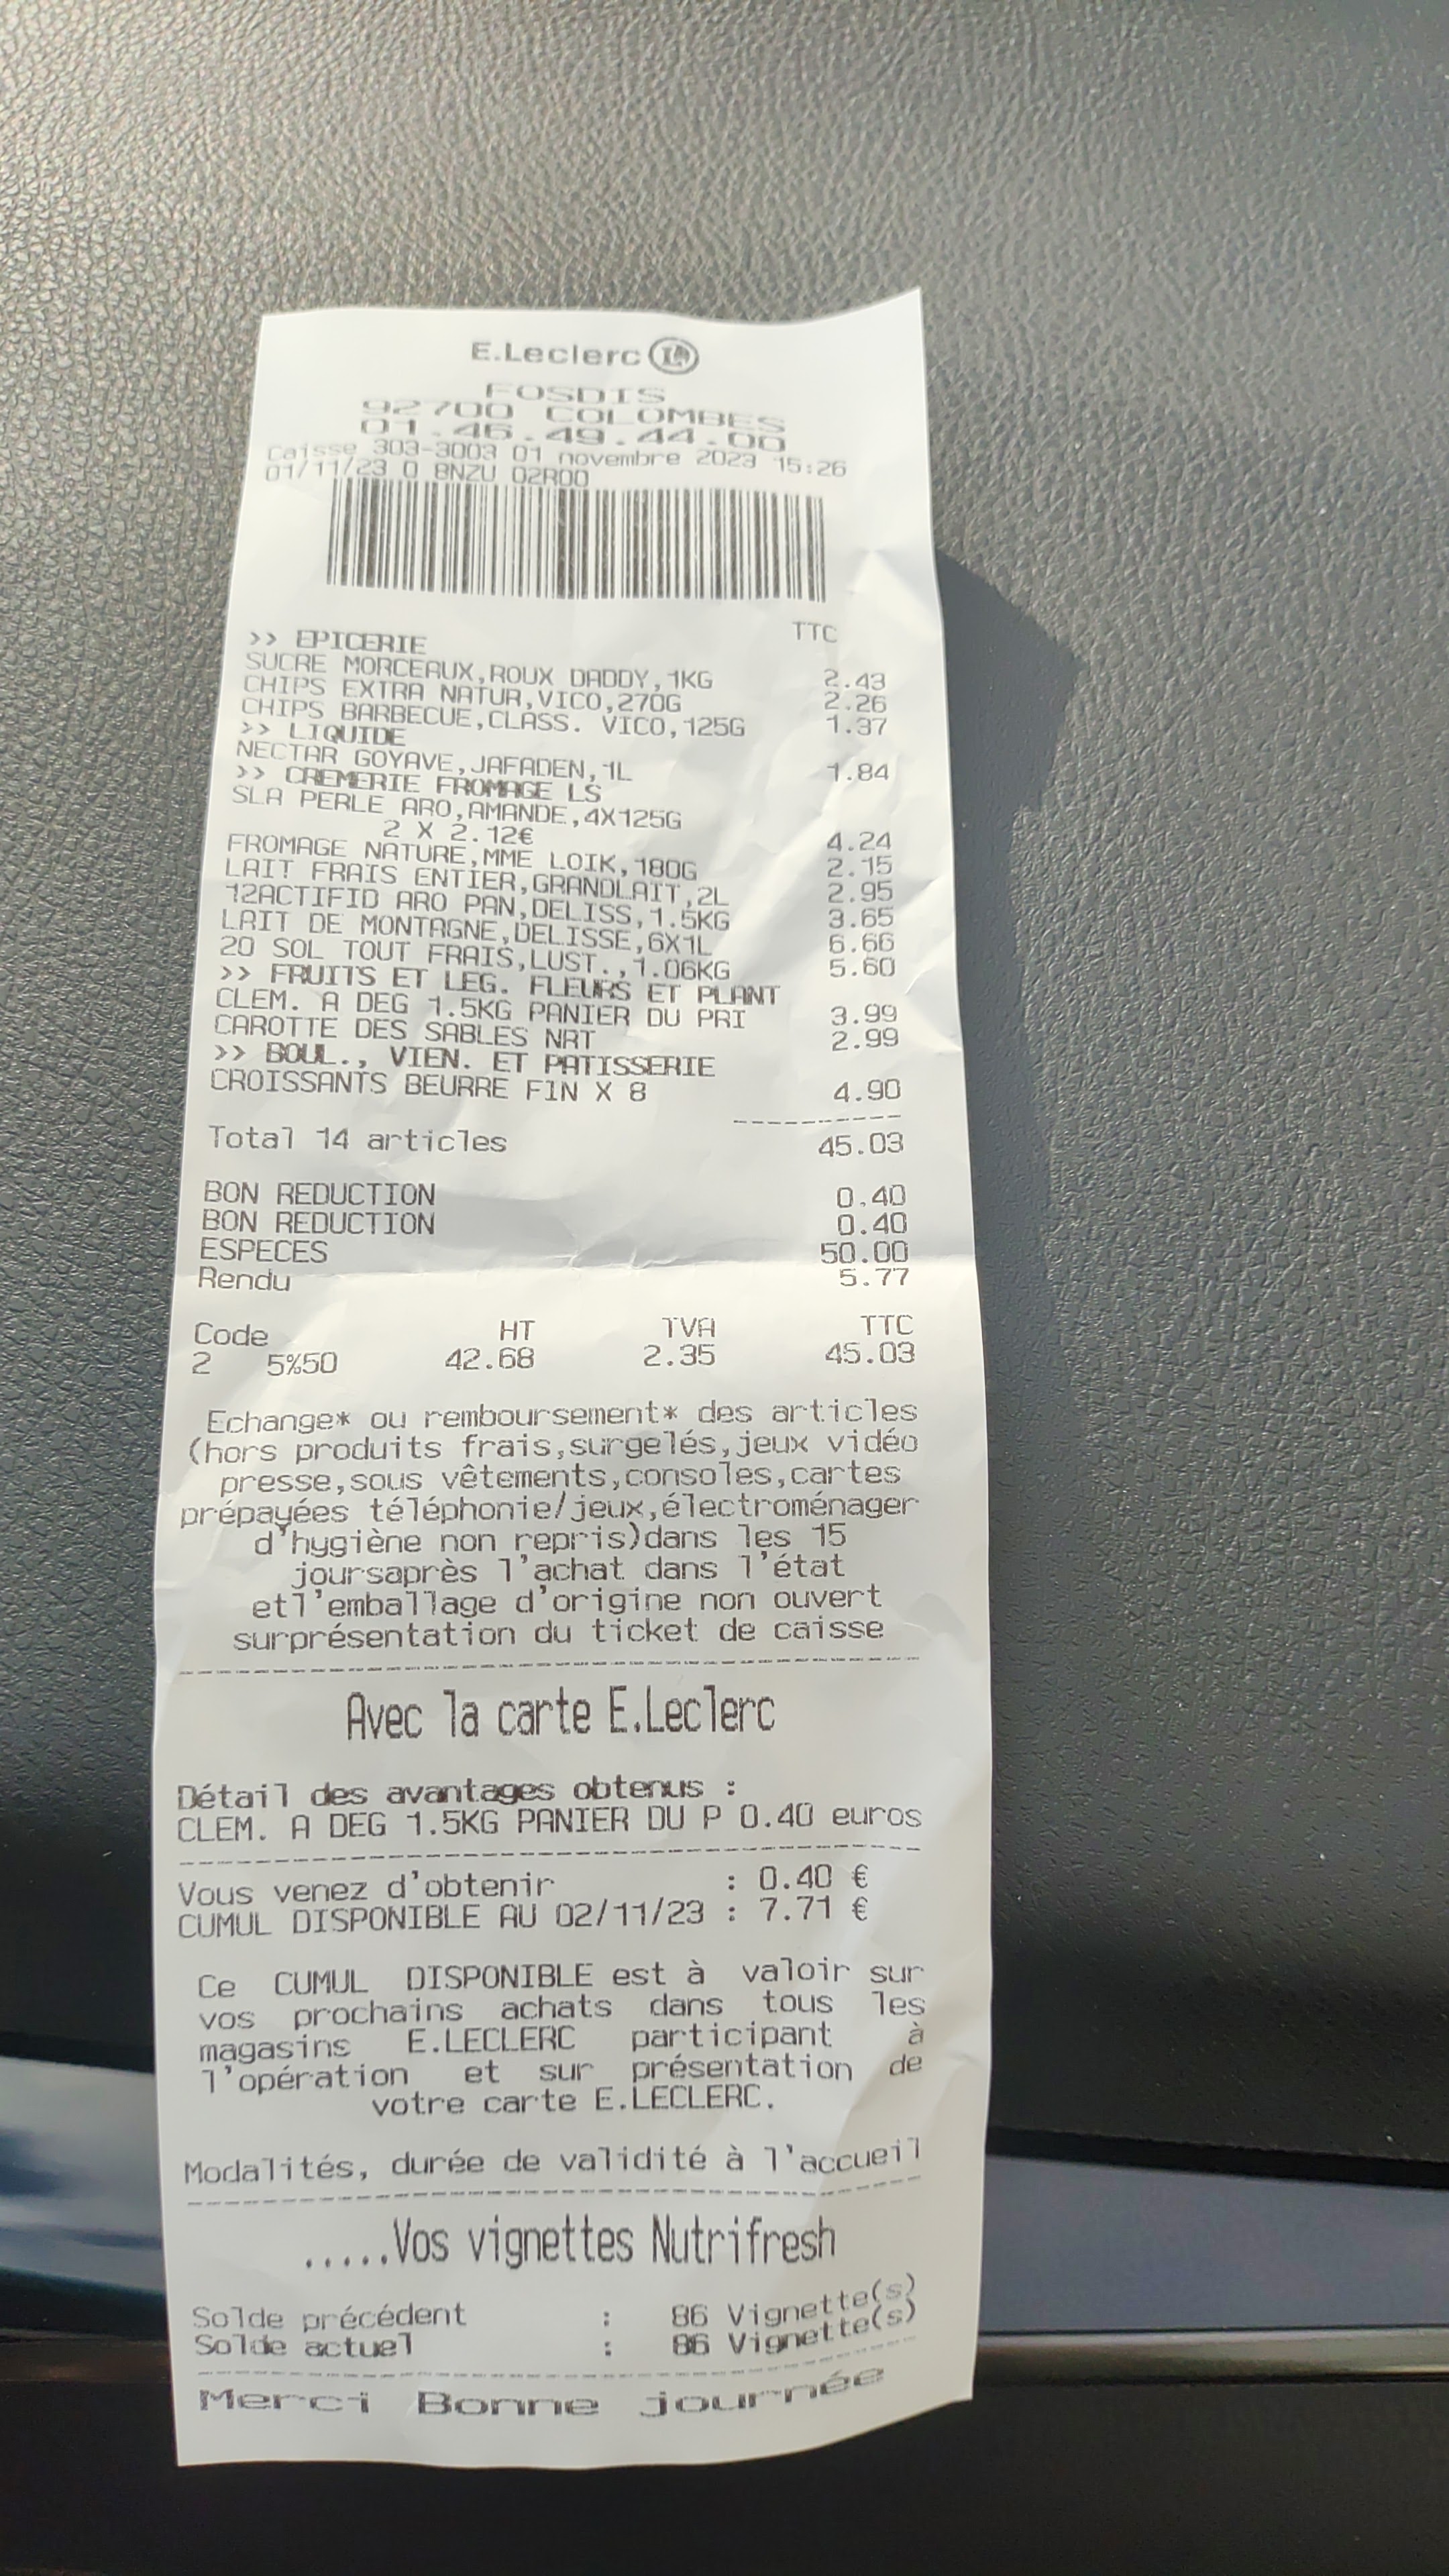 E.Leclerc L
FOSDIS
92700 COLOMBES
01.46.49.44.00
Caisse 303-3003 01 novembre 2023 15:26
01/11/23 0 BNZU 02R00
TTC
>> EPICERIE
SUCRE MORCEAUX,ROUX DADDY,1KG 2.43
CHIPS EXTRA NATUR,VICO,270G 2.26
CHIPS BARBECUE,CLASS. VICO,125G 1.37
>> LIQUIDE
NECTAR GOYAVE,JAFADEN,1L 1.84
>> CREMERIE FROMAGE LS
SLA PERLE ARO,AMANDE,4X125G
2 X 2.12€ 4.24
FROMAGE NATURE,MME LOIK,180G 2.15
LAIT FRAIS ENTIER,GRANDLAIT,2L 2.95
12ACTIFID ARO PAN,DELISS,1.5KG 3.65
LAIT DE MONTAGNE,DELISSE,6X1L 6.66
20 SOL TOUT FRAIS,LUST.,1.06KG 5.60
>> FRUITS ET LEG. FLEURS ET PLANT
CLEM. A DEG 1.5KG PANIER DU PRI 3.99
CAROTTE DES SABLES NAT 2.99
>> BOUL., VIEN. ET PATISSERIE
CROISSANTS BEURRE FIN X 8 4.90
----------
Total 14 articles 45.03
BON REDUCTION 0.40
BON REDUCTION 0.40
ESPECES 50.00
Rendu 5.77
Code HT TVA TTC
2 5%50 42.68 2.35 45.03
Echange* ou remboursement* des articles
(hors produits frais,surgelés,jeux vidéo
presse,sous vêtements,consoles,cartes
prépayées téléphonie/jeux,électroménager
d'hygiène non repris)dans les 15
joursaprès l'achat dans l'état
etl'emballage d'origine non ouvert
surprésentation du ticket de caisse
Avec la carte E.Leclerc
Détail des avantages obtenus :
CLEM. A DEG 1.5KG PANIER DU P 0.40 euros
Vous venez d'obtenir : 0.40 €
CUMUL DISPONIBLE AU 02/11/23 : 7.71 €
Ce CUMUL DISPONIBLE est à valoir sur
vos prochains achats dans tous les
magasins E.LECLERC participant à
l'opération et sur présentation de
votre carte E.LECLERC.
Modalités, durée de validité à l'accueil
.....Vos vignettes Nutrifresh
Solde précédent : 86 Vignette(s)
Solde actuel : 86 Vignette(s)
Merci Bonne journée